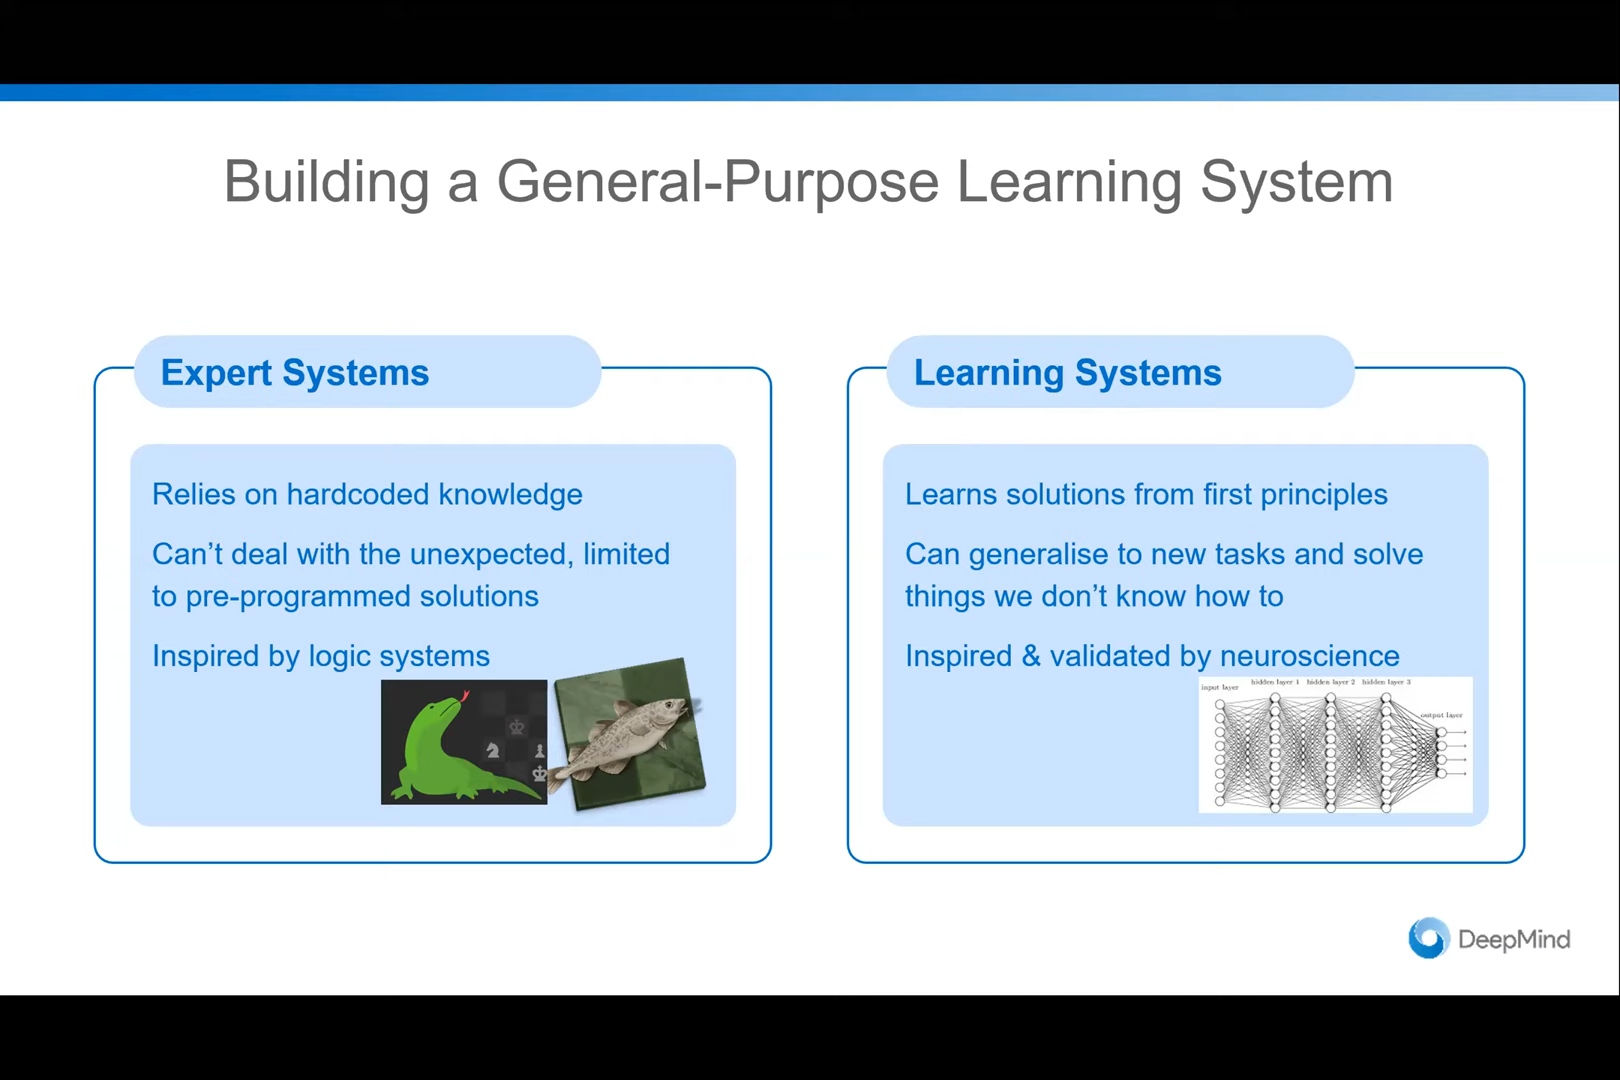 Building a General-Purpose Learning System
Expert Systems
Relies on hardcoded knowledge
Can’t deal with the unexpected, limited
to pre-programmed solutions
Inspired by logic systems
Learning Systems
Learns solutions from first principles
Can generalise to new tasks and solve
things we don’t know how to
Inspired & validated by neuroscience
input layer
hidden layer 1 hidden layer 2 hidden layer 3
output layer
DeepMind